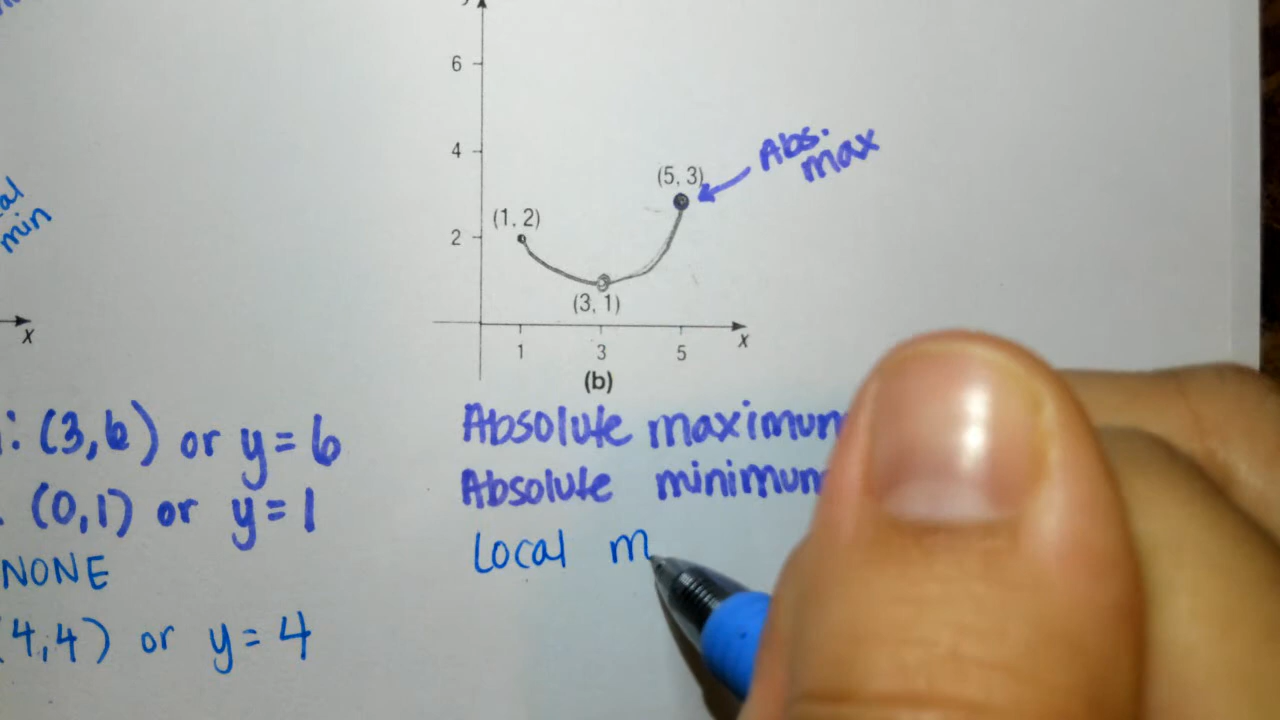 6
4
Abs.
max
(5, 3)
(1, 2)
2
(3, 1)
min
x
1 3 5
x
(b)
: (3,6) or y=6
(0,1) or y=1
NONE
(4,4) or y=4
Absolute maximum
Absolute minimum
Local m